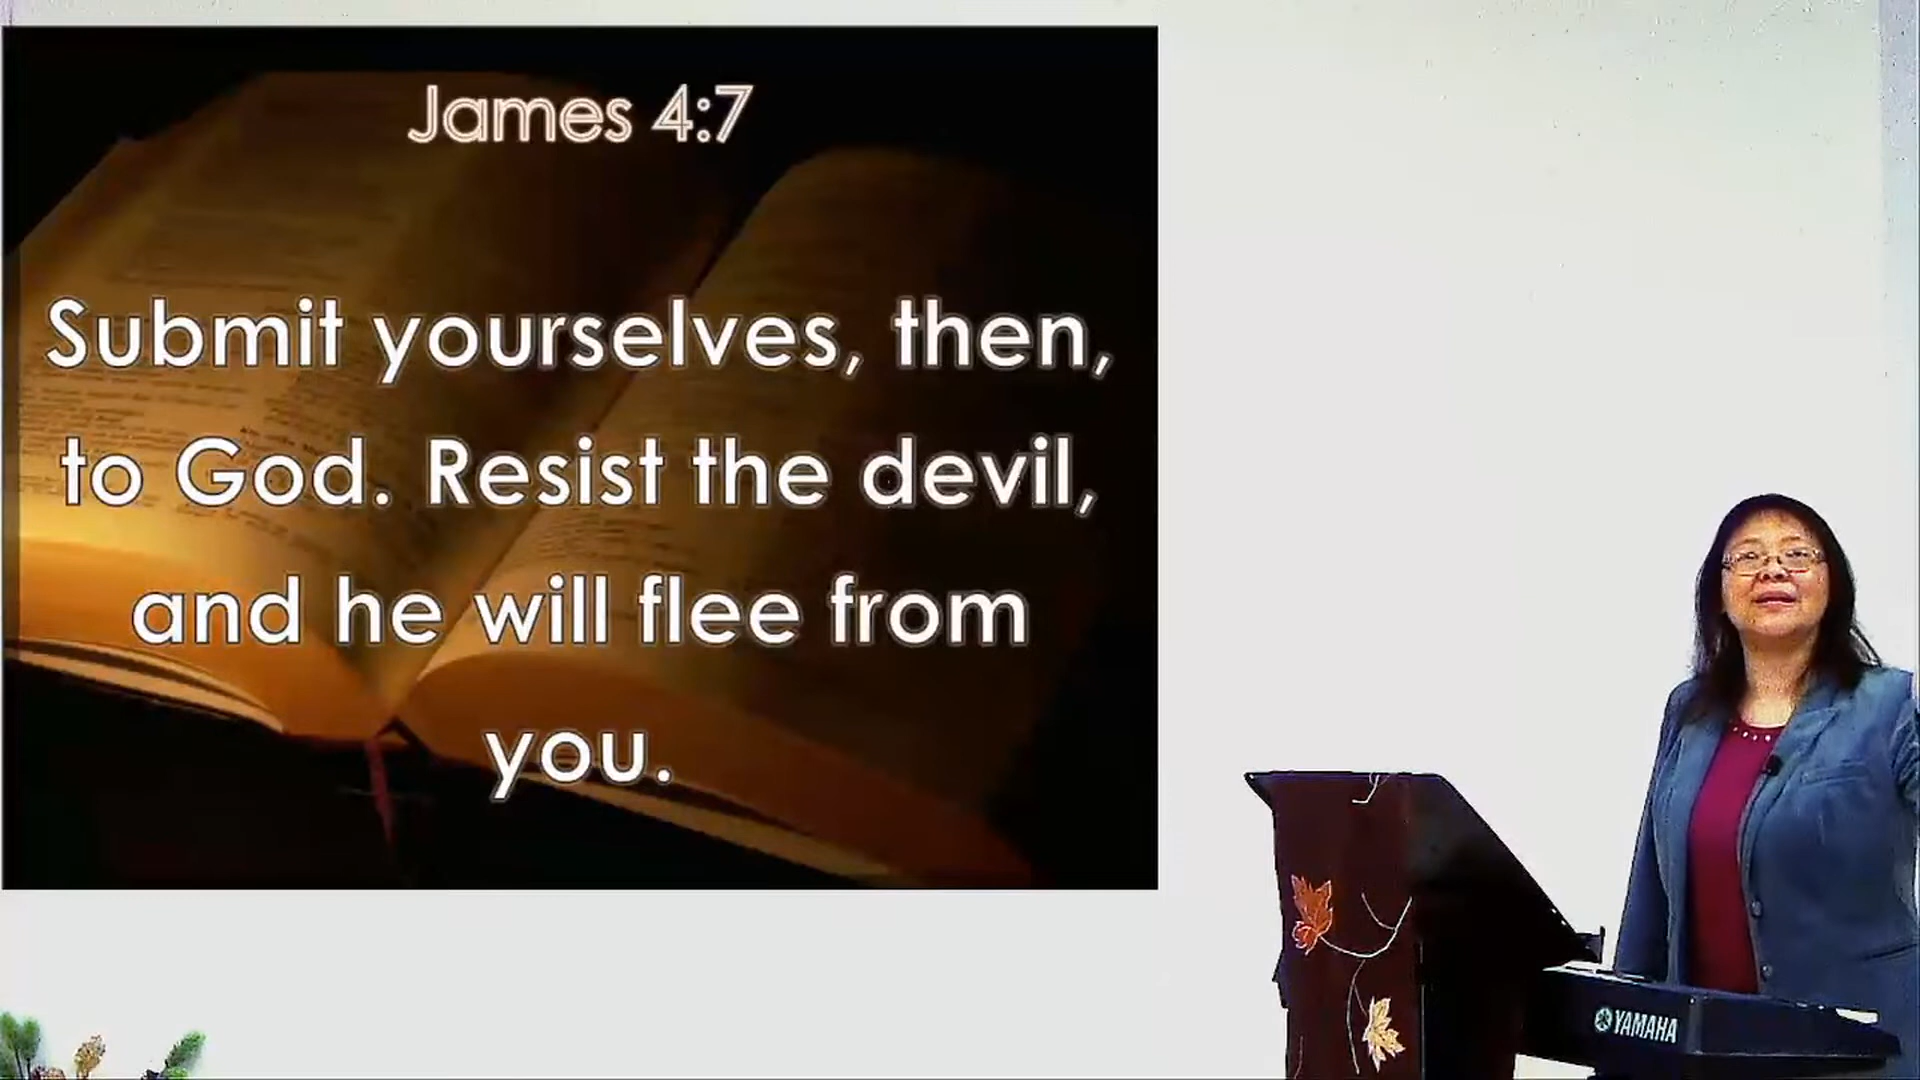 James 4:7
Submit yourselves, then,
to God. Resist the devil,
and he will flee from
you.
YAMAHA